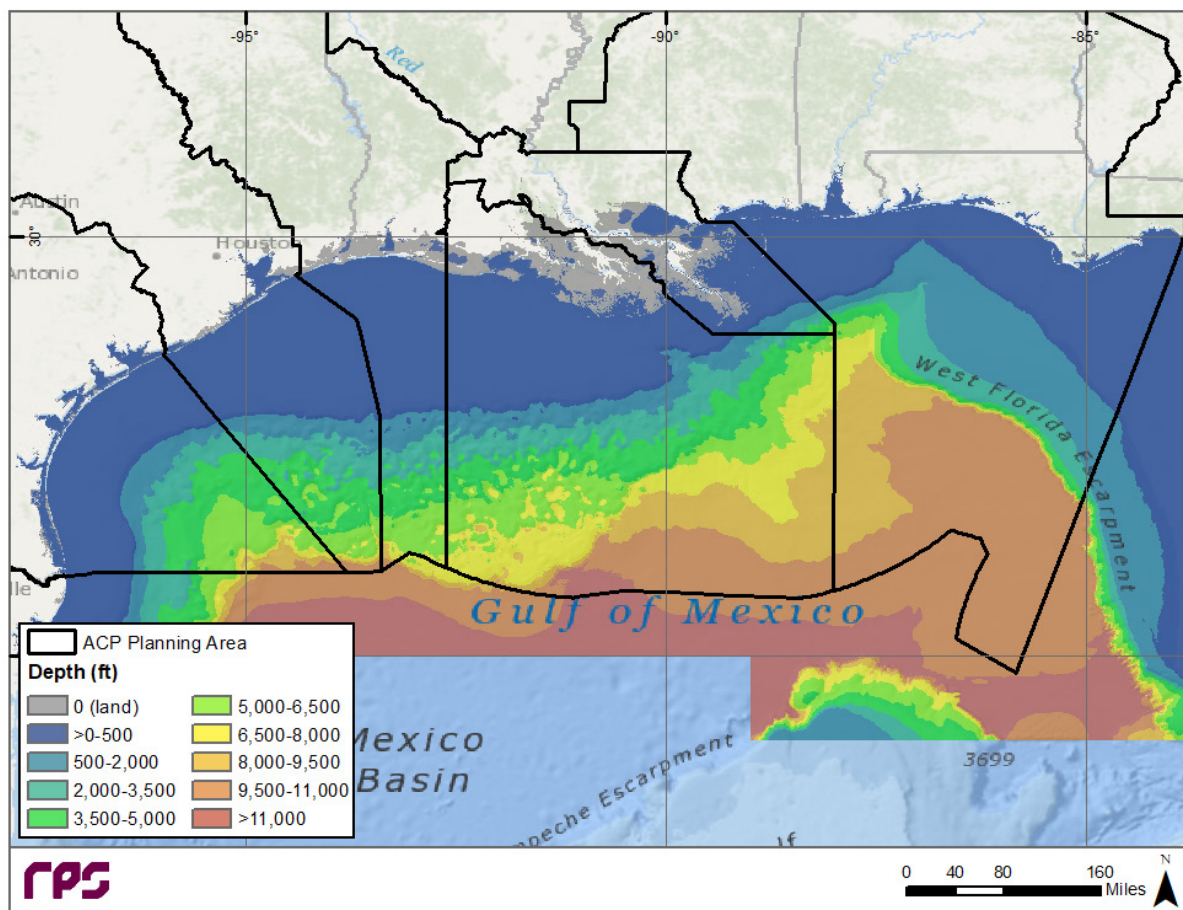 -95°
-90°
-85°
Red
Austin
Houston
30°
Antonio
West Florida Escarpment
lle
Gulf of Mexico
ACP Planning Area
Depth (ft)
0 (land)
>0-500
500-2,000
2,000-3,500
3,500-5,000
5,000-6,500
6,500-8,000
8,000-9,500
9,500-11,000
>11,000
Mexico
Basin
mpeche Escarpment
3699
lf
rps
0 40 80 160
Miles
N